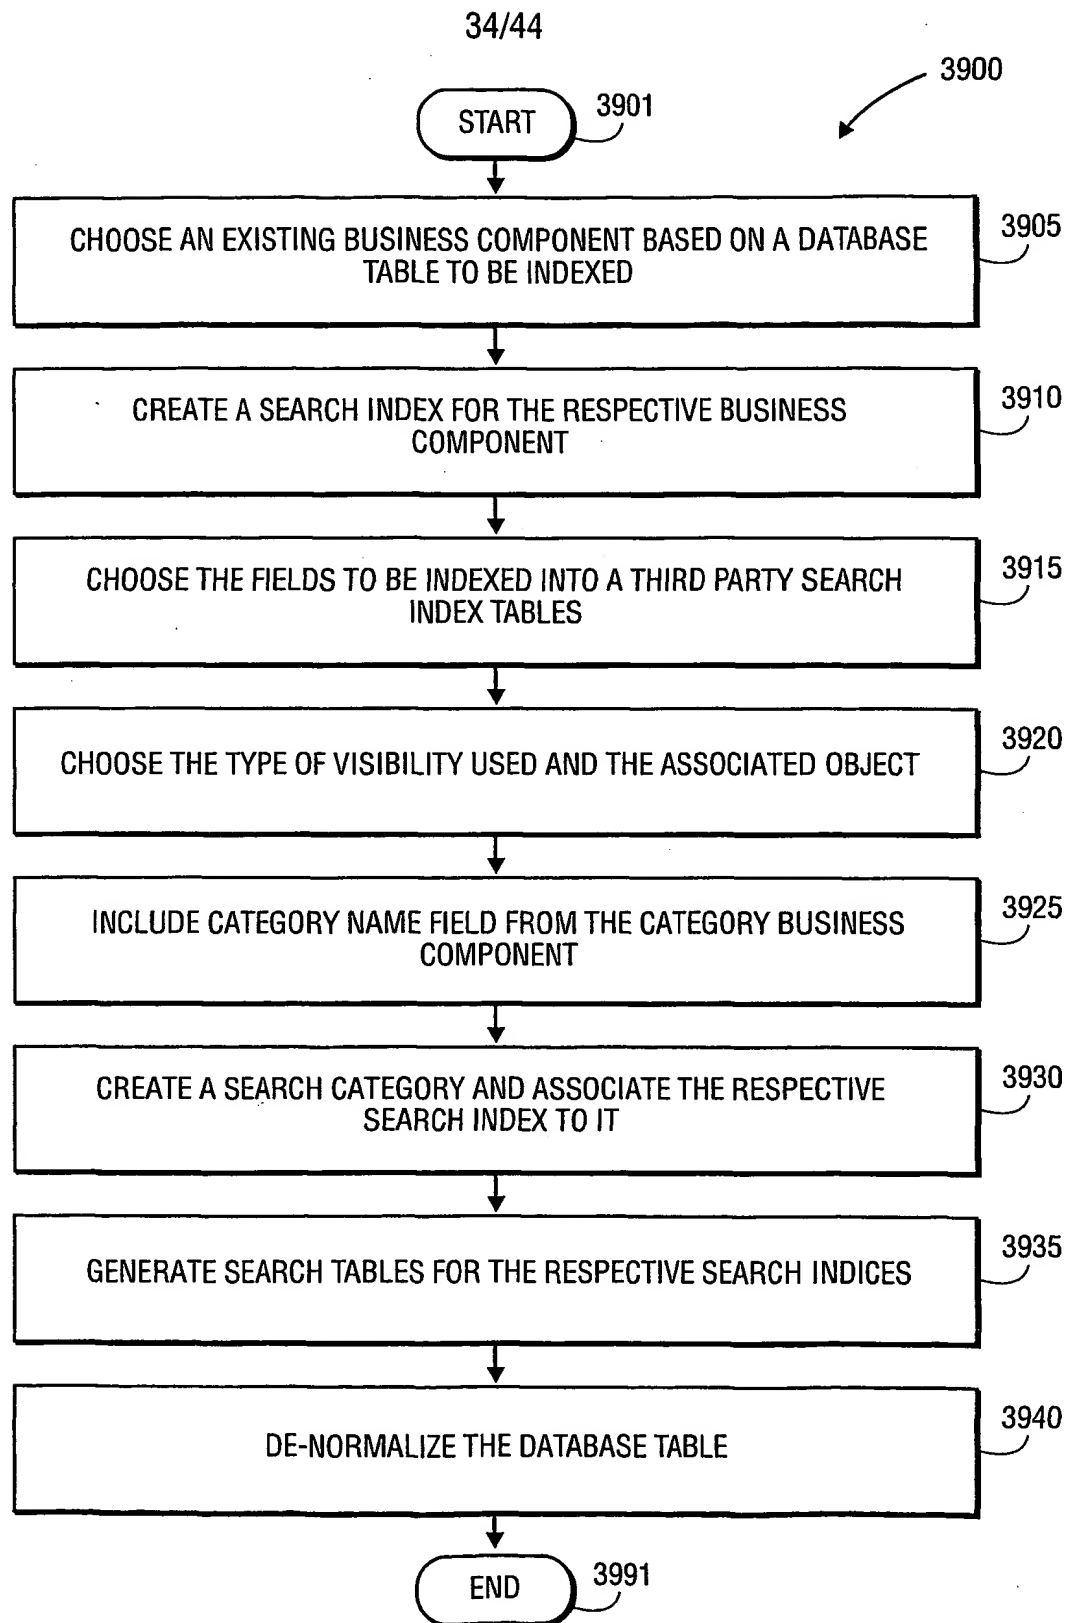 34/44
3900
START
3901
CHOOSE AN EXISTING BUSINESS COMPONENT BASED ON A DATABASE
TABLE TO BE INDEXED
3905
CREATE A SEARCH INDEX FOR THE RESPECTIVE BUSINESS
COMPONENT
3910
CHOOSE THE FIELDS TO BE INDEXED INTO A THIRD PARTY SEARCH
INDEX TABLES
3915
CHOOSE THE TYPE OF VISIBILITY USED AND THE ASSOCIATED OBJECT
3920
INCLUDE CATEGORY NAME FIELD FROM THE CATEGORY BUSINESS
COMPONENT
3925
CREATE A SEARCH CATEGORY AND ASSOCIATE THE RESPECTIVE
SEARCH INDEX TO IT
3930
GENERATE SEARCH TABLES FOR THE RESPECTIVE SEARCH INDICES
3935
DE-NORMALIZE THE DATABASE TABLE
3940
END
3991